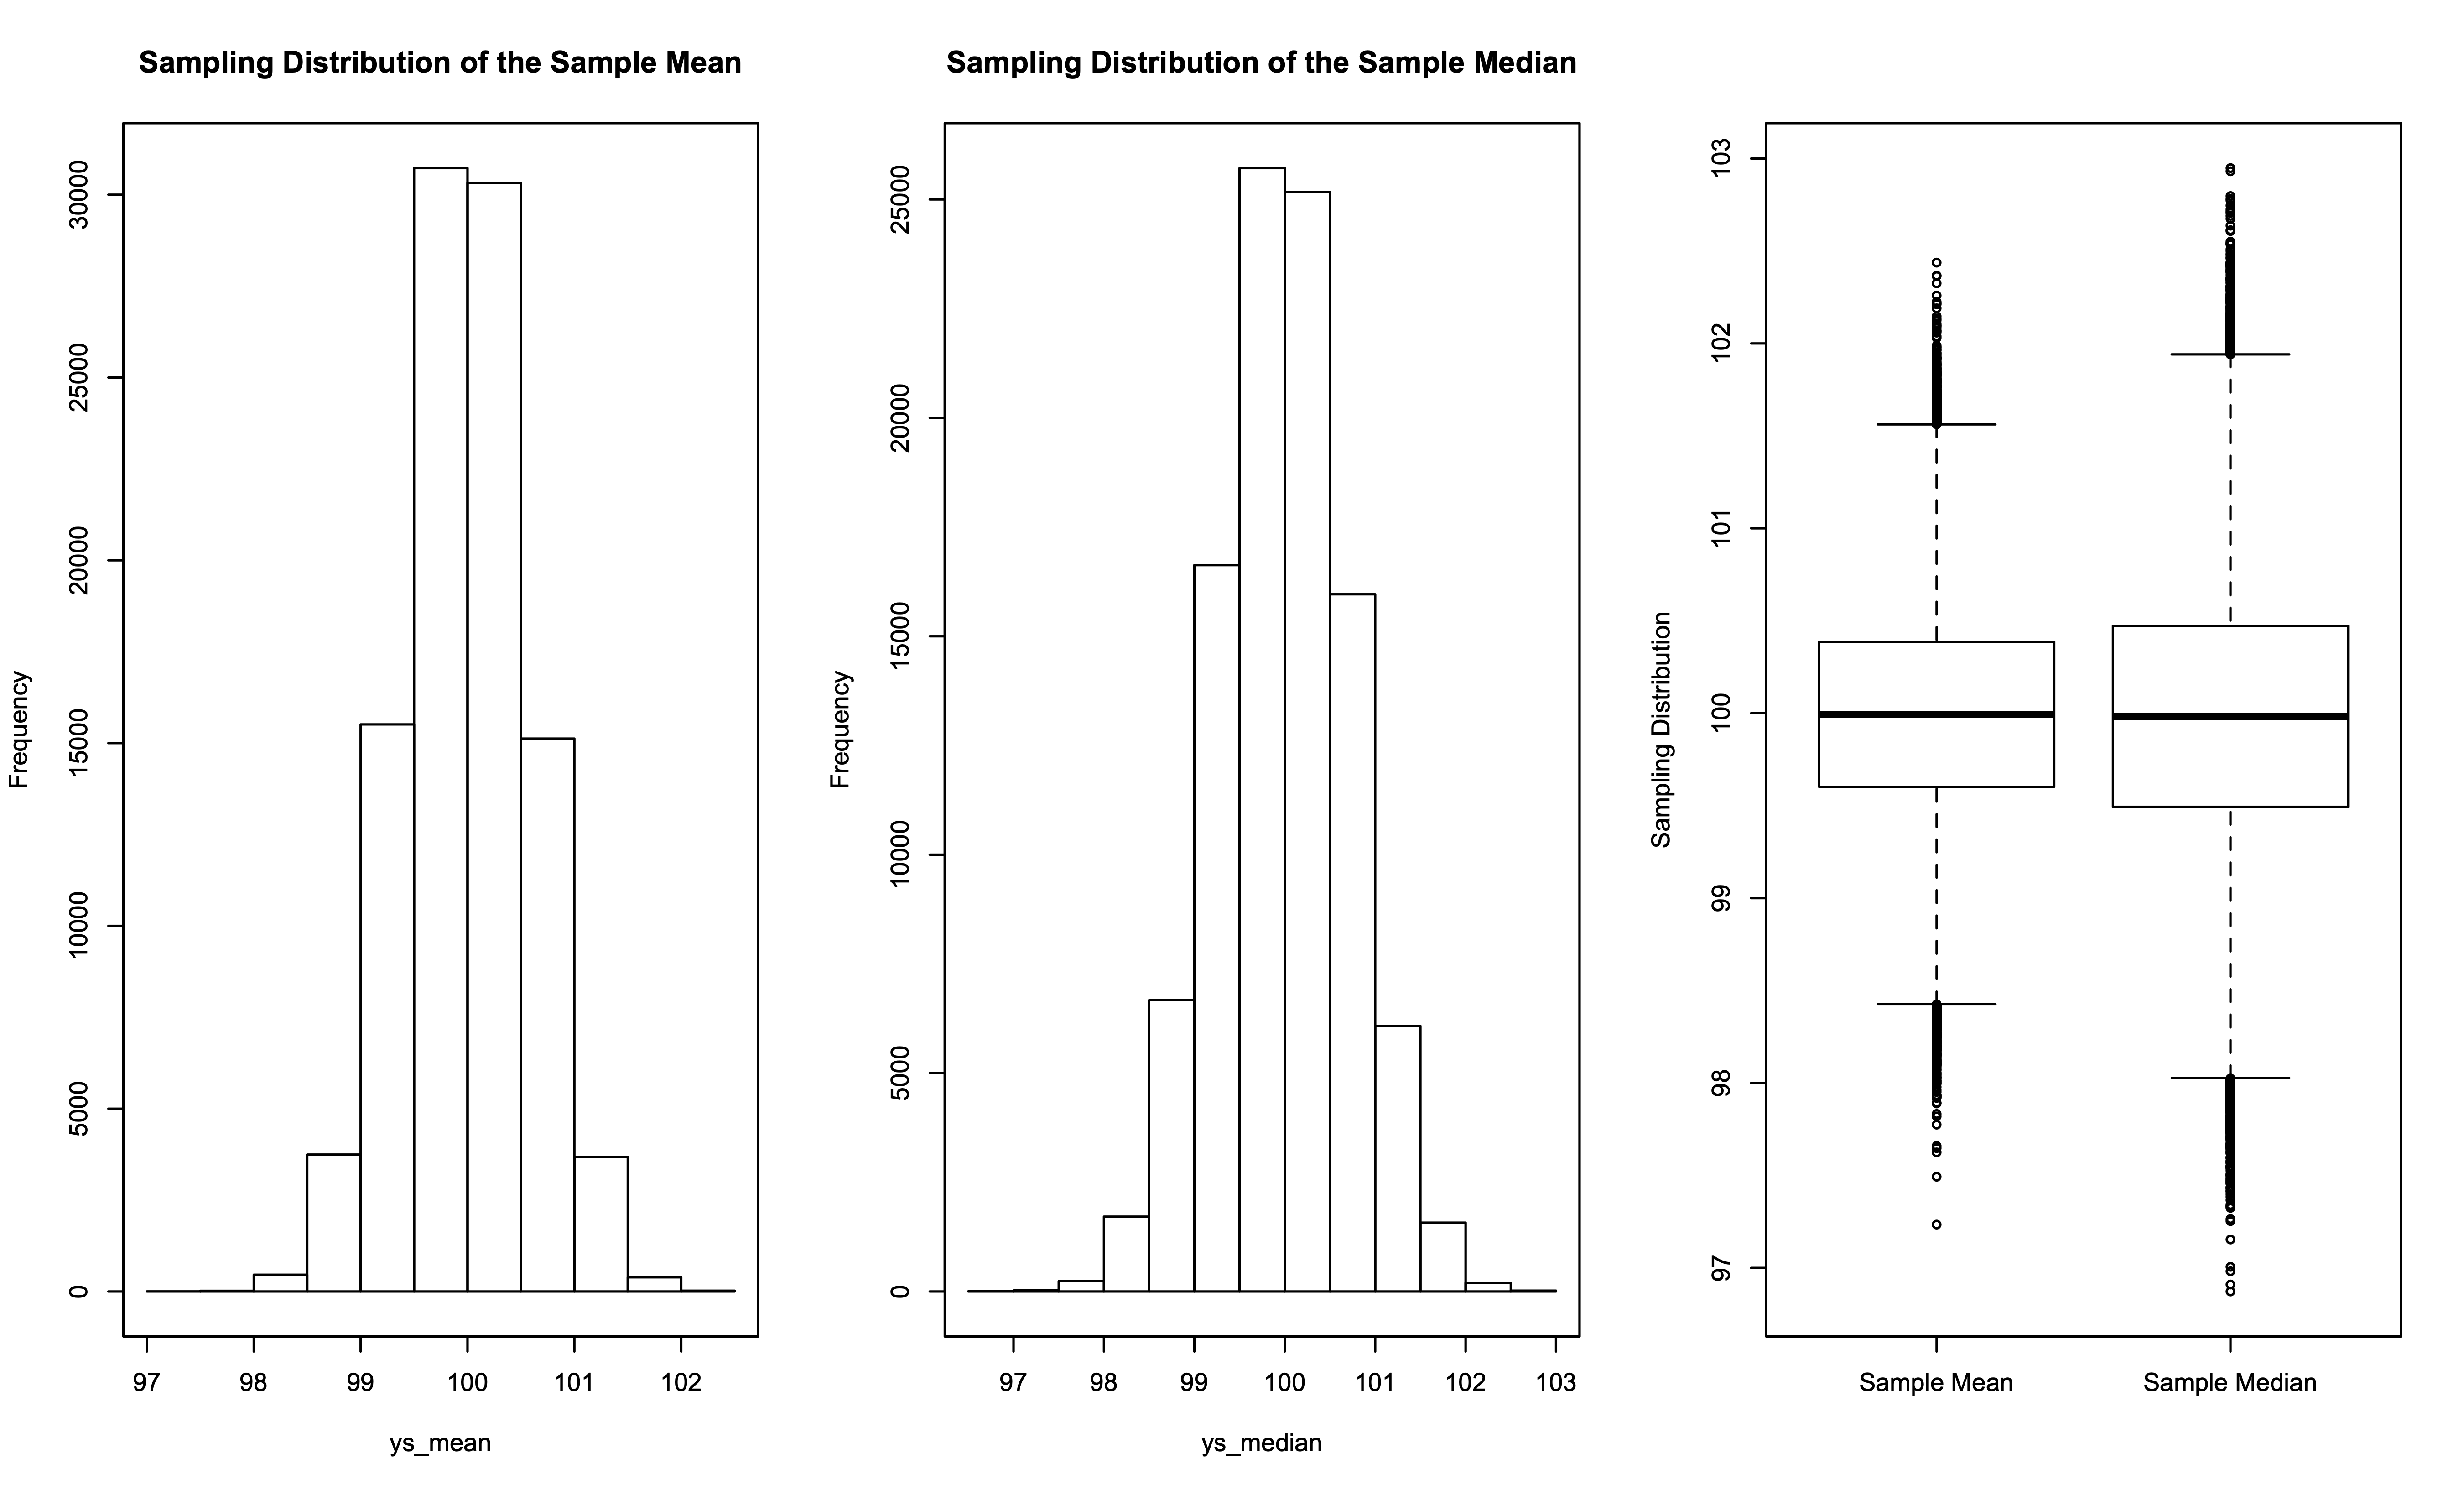 Sampling Distribution of the Sample Mean
Frequency
30000
25000
20000
15000
10000
5000
0
97 98 99 100 101 102
ys_mean
Sampling Distribution of the Sample Median
Frequency
25000
20000
15000
10000
5000
0
97 98 99 100 101 102 103
ys_median
Sampling Distribution
103
102
101
100
99
98
97
Sample Mean Sample Median